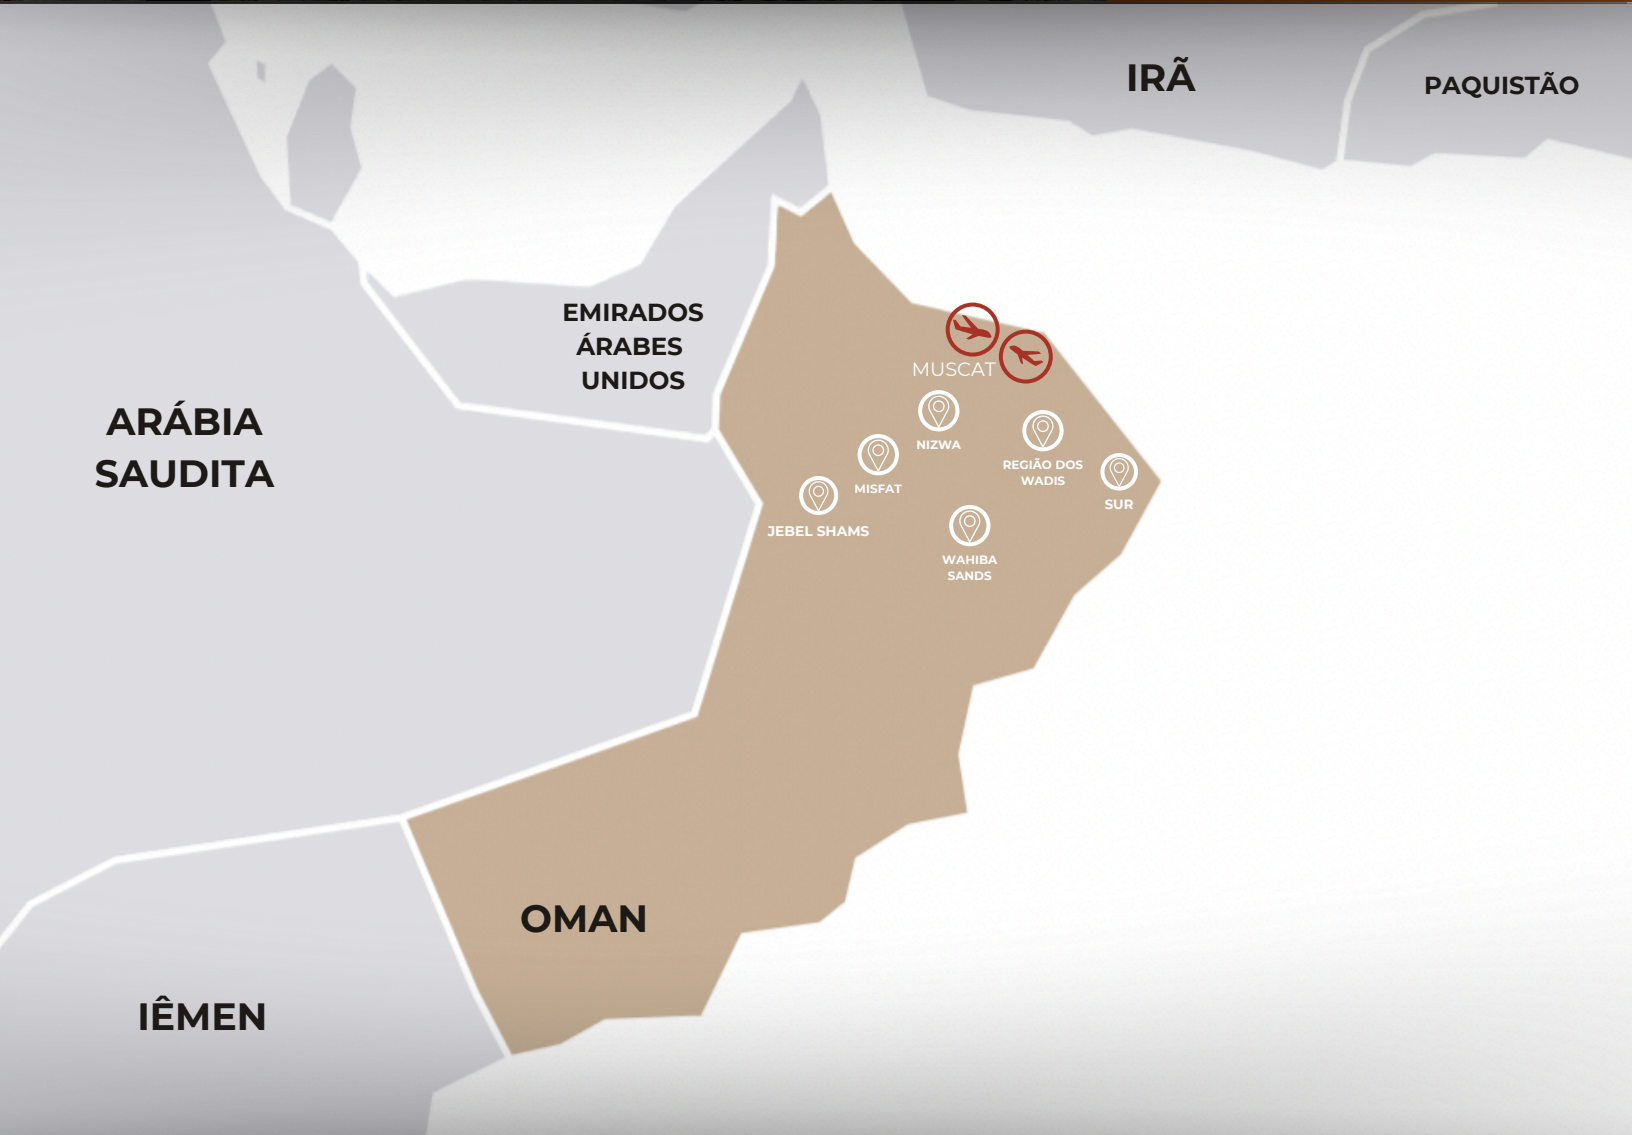 IRÃ
PAQUISTÃO
EMIRADOS
ÁRABES
UNIDOS
MUSCAT
ARÁBIA
SAUDITA
NIZWA
REGIÃO DOS
WADIS
MISFAT
SUR
JEBEL SHAMS
WAHIBA
SANDS
OMAN
IÊMEN